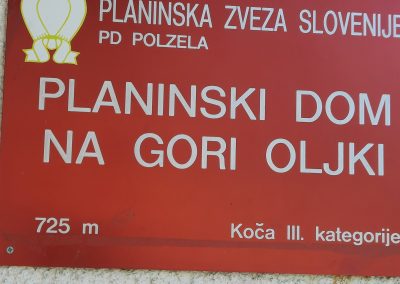 PLANINSKA ZVEZA SLOVENIJE
PD POLZELA
PLANINSKI DOM
NA GORI OLJKI
725 m
Koča III. kategorije